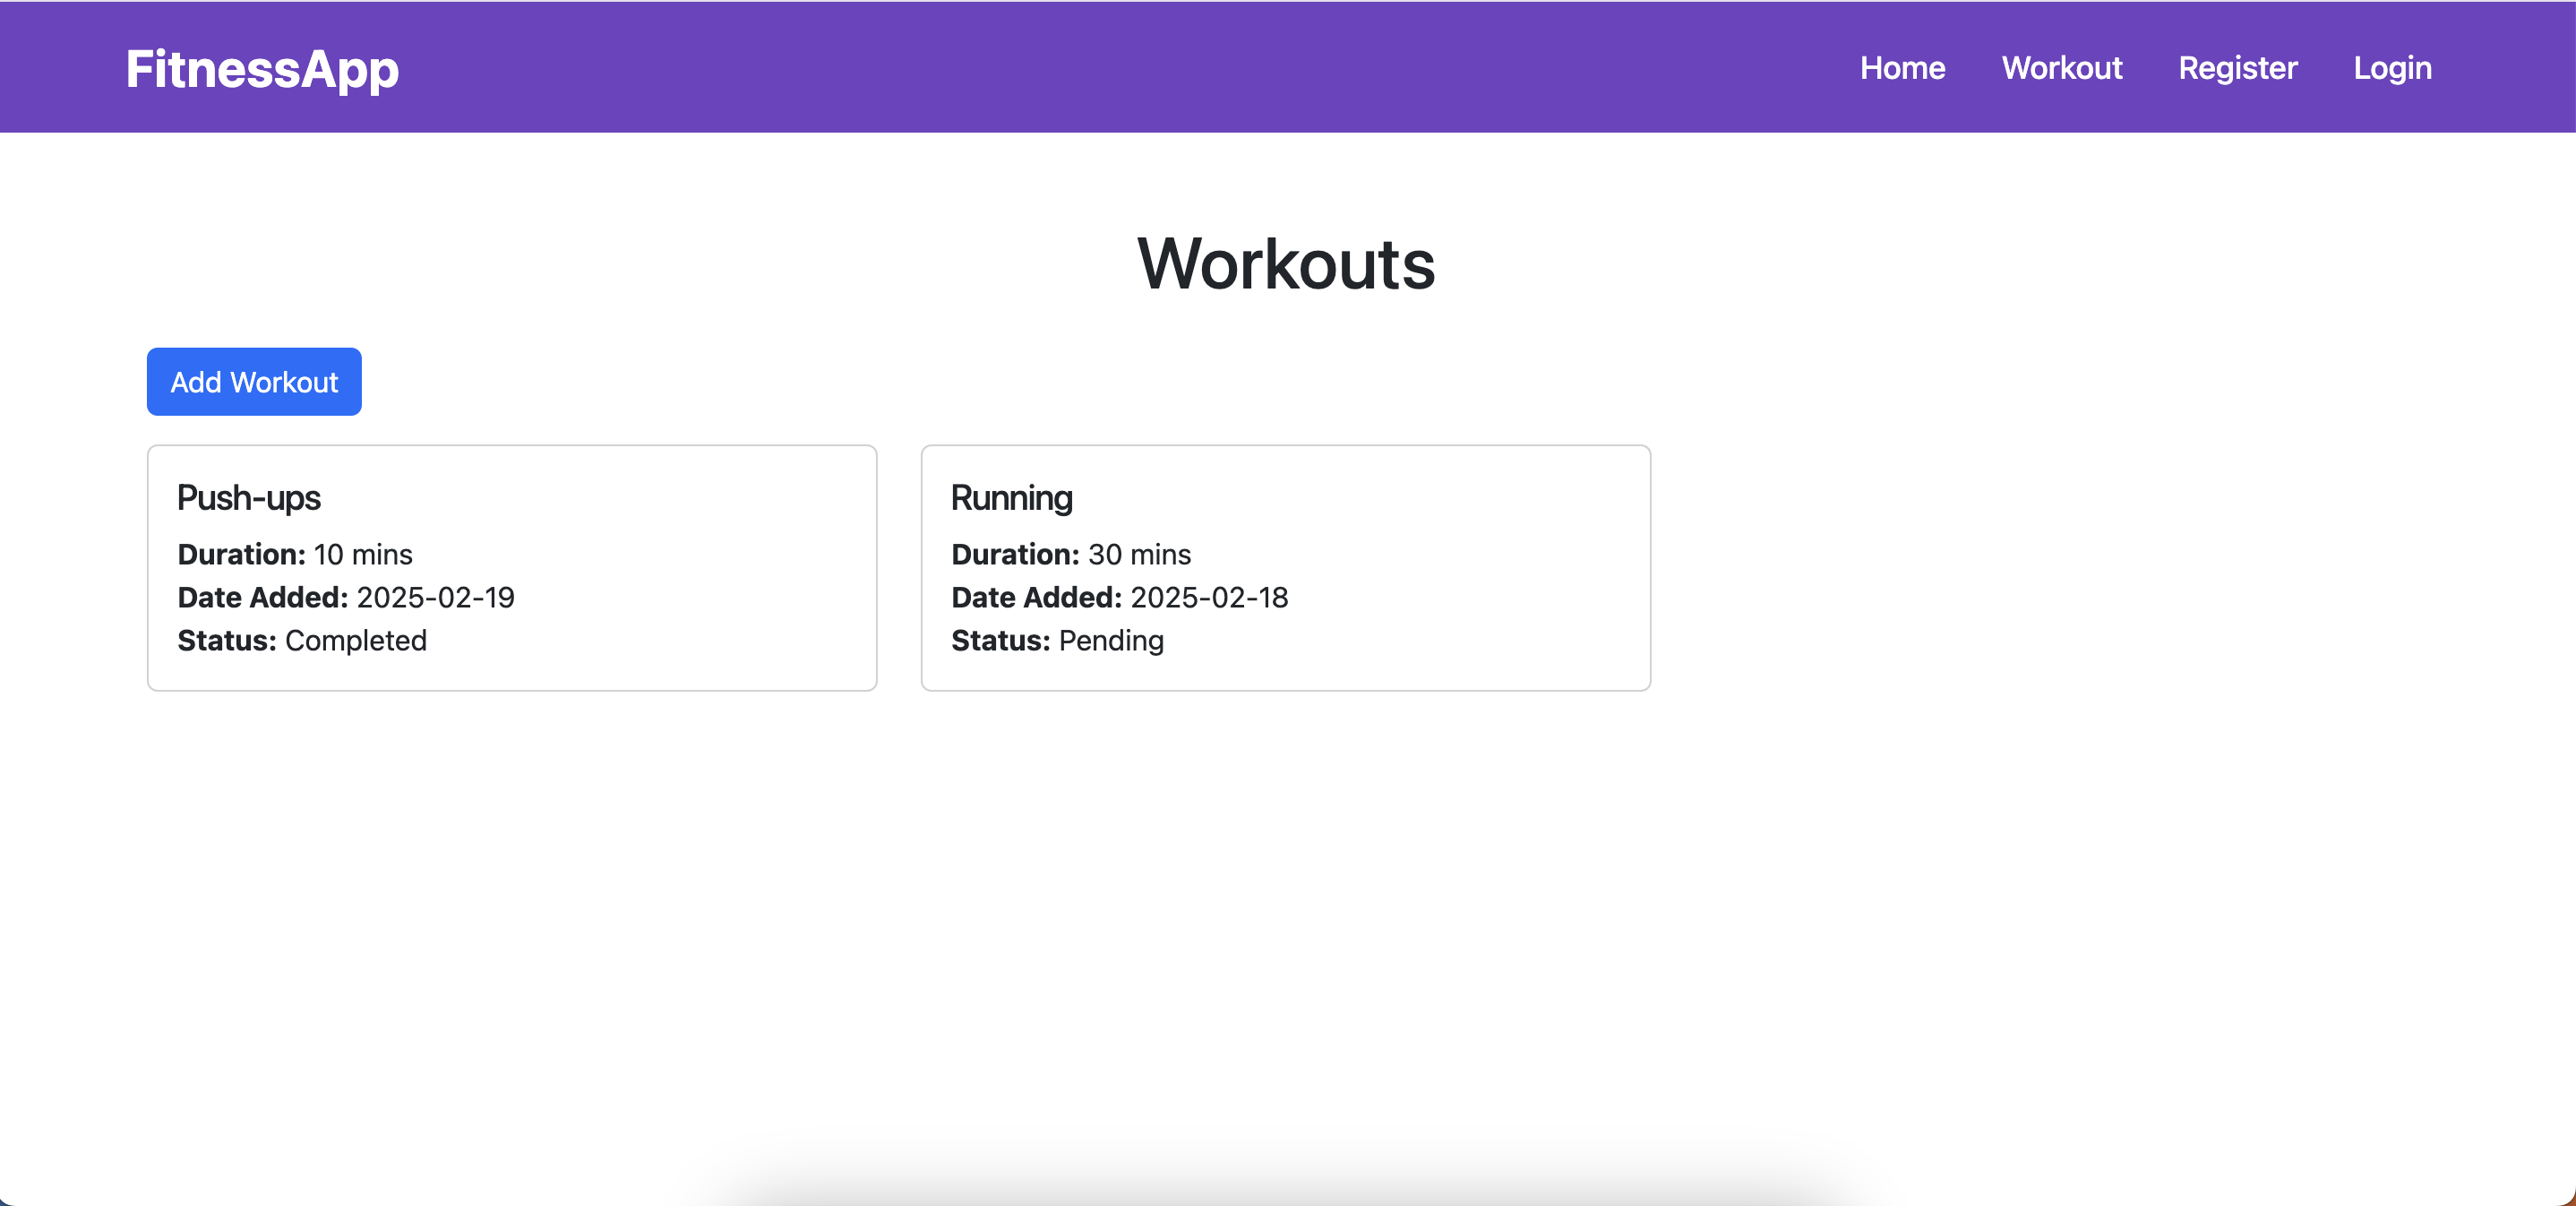 FitnessApp
Home Workout Register Login
Workouts
Add Workout
Push-ups
Duration: 10 mins
Date Added: 2025-02-19
Status: Completed
Running
Duration: 30 mins
Date Added: 2025-02-18
Status: Pending